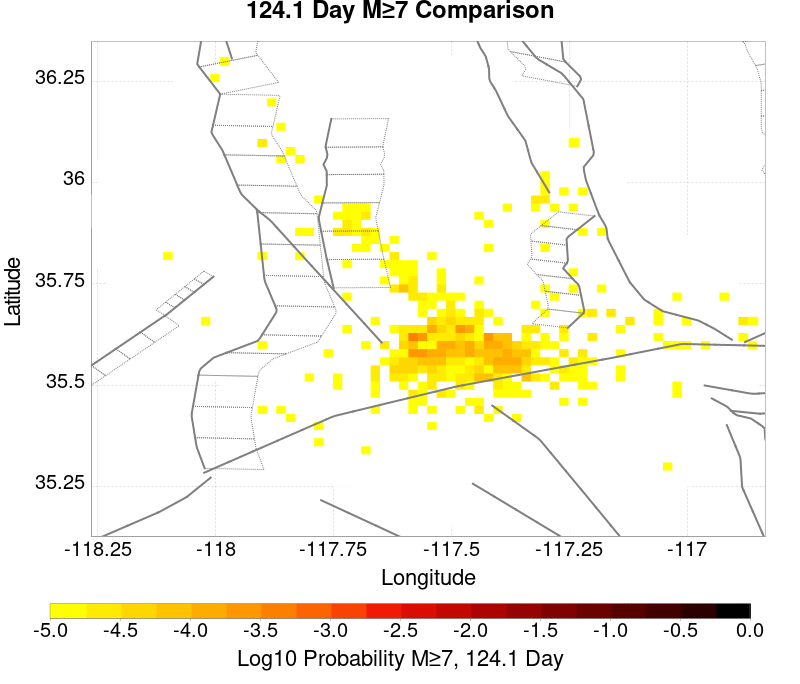 124.1 Day M≥7 Comparison
36.25
36
35.75
35.5
35.25
Latitude
-118.25 -118 -117.75 -117.5 -117.25 -117
Longitude
-5.0 -4.5 -4.0 -3.5 -3.0 -2.5 -2.0 -1.5 -1.0 -0.5 0.0
Log10 Probability M≥7, 124.1 Day